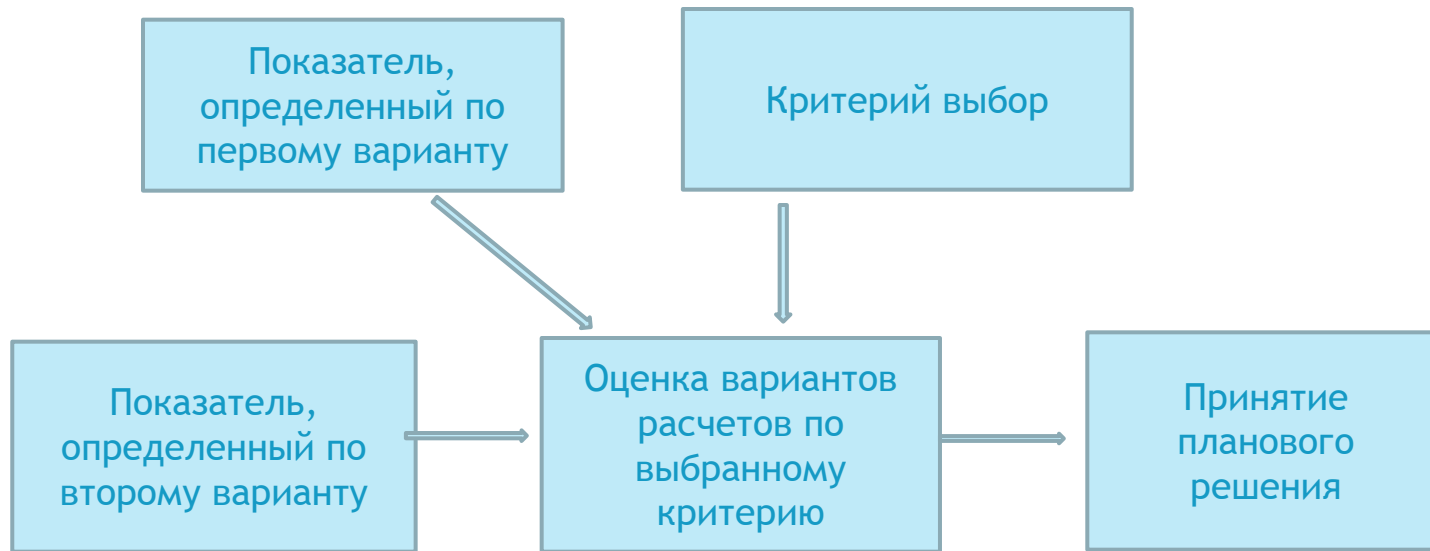 Показатель,
определенный по
первому варианту
Критерий выбор
Показатель,
определенный по
второму варианту
Оценка вариантов
расчетов по
выбранному
критерию
Принятие
планового
решения